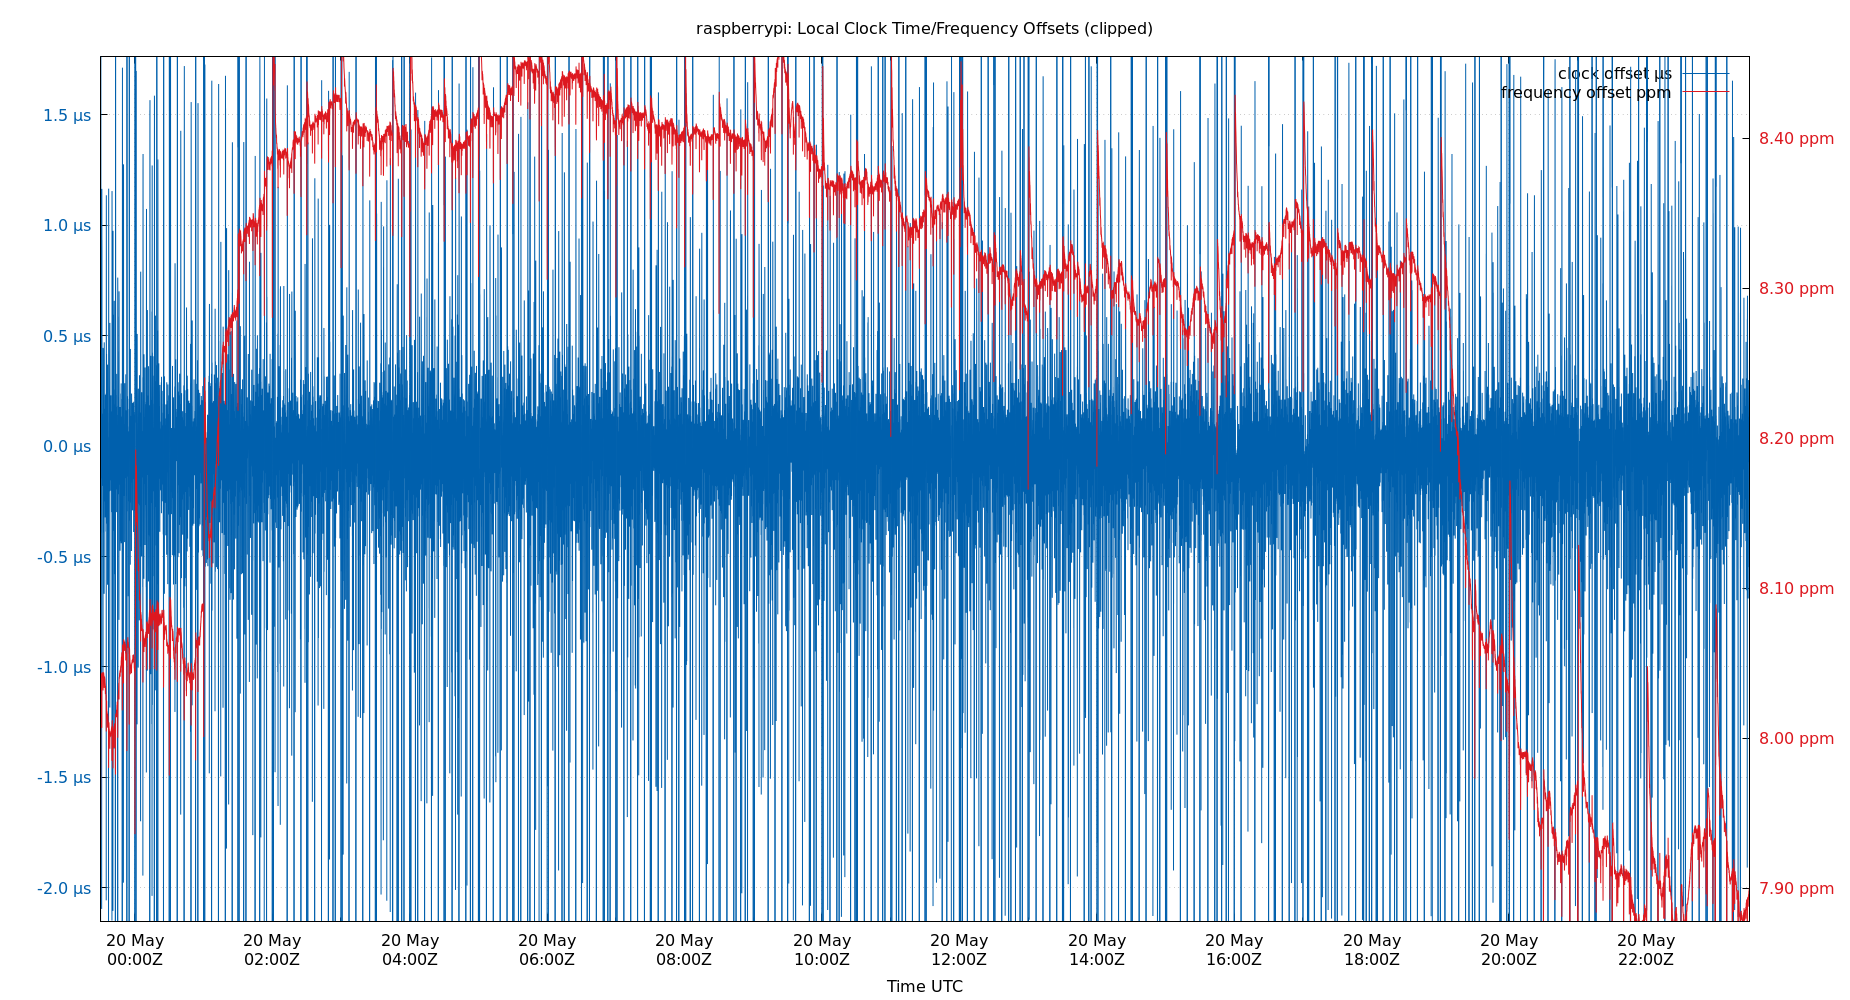 raspberrypi: Local Clock Time/Frequency Offsets (clipped)
clock offset µs
frequency offset ppm
1.5 µs
1.0 µs
0.5 µs
0.0 µs
-0.5 µs
-1.0 µs
-1.5 µs
-2.0 µs
8.40 ppm
8.30 ppm
8.20 ppm
8.10 ppm
8.00 ppm
7.90 ppm
20 May 20 May 20 May 20 May 20 May 20 May 20 May 20 May 20 May 20 May 20 May 20 May
00:00Z 02:00Z 04:00Z 06:00Z 08:00Z 10:00Z 12:00Z 14:00Z 16:00Z 18:00Z 20:00Z 22:00Z
Time UTC